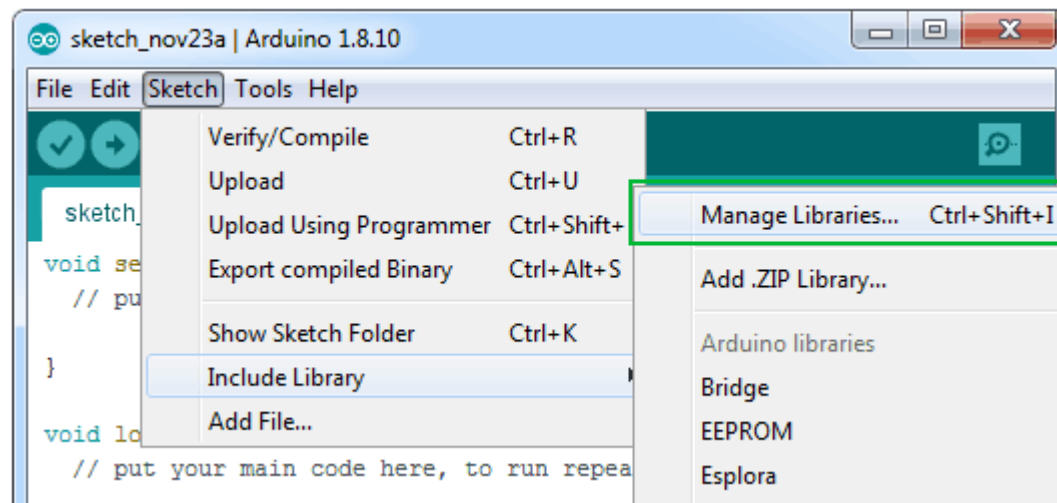 sketch_nov23a | Arduino 1.8.10
File Edit Sketch Tools Help
Verify/Compile Ctrl+R
Upload Ctrl+U
Upload Using Programmer Ctrl+Shift+
Export compiled Binary Ctrl+Alt+S
Show Sketch Folder Ctrl+K
Include Library
Add File...
Manage Libraries... Ctrl+Shift+I
Add .ZIP Library...
Arduino libraries
Bridge
EEPROM
Esplora
sketch_
void se
// pu
}
void lo
// put your main code here, to run repea